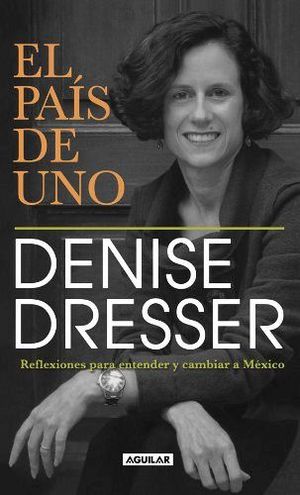 EL
PAÍS
DE
UNO
DENISE
DRESSER
Reflexiones para entender y cambiar a México
AGUILAR